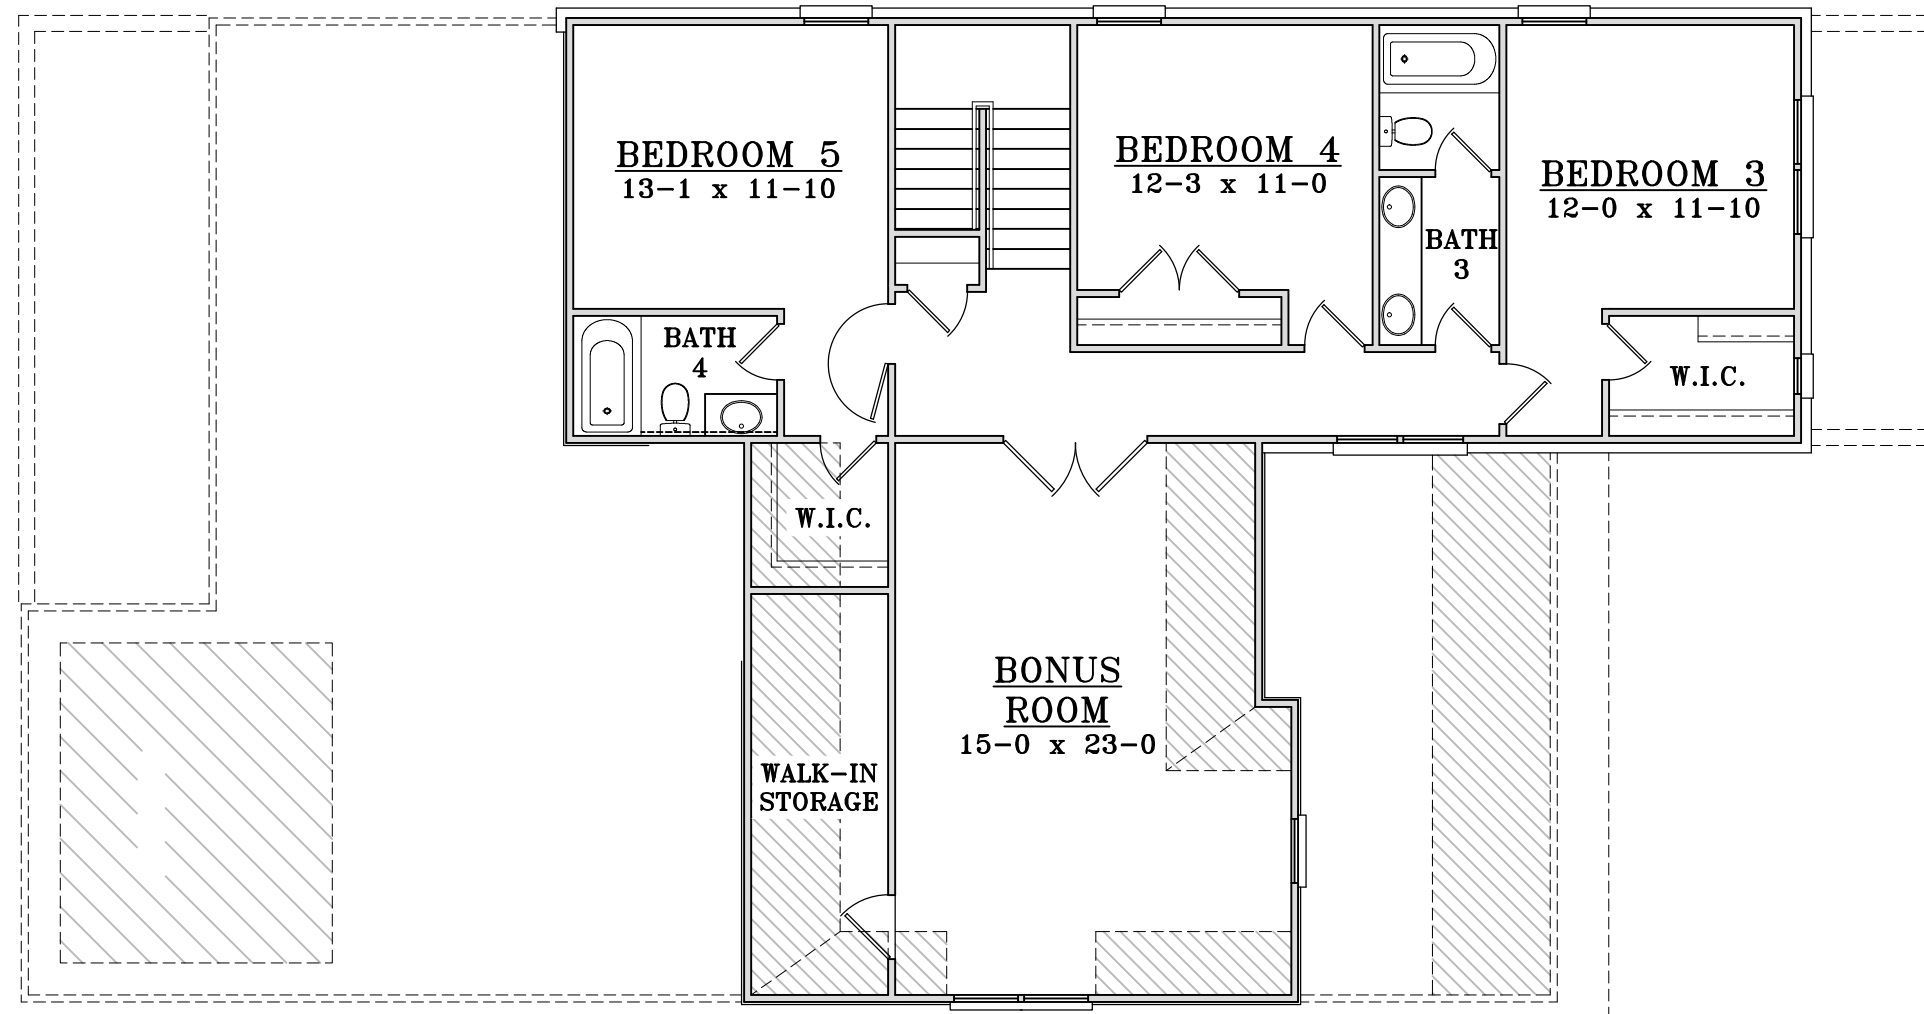 BEDROOM 5
13-1 x 11-10
BEDROOM 4
12-3 x 11-0
BEDROOM 3
12-0 x 11-10
BATH
3
BATH
4
W.I.C.
W.I.C.
BONUS
ROOM
15-0 x 23-0
WALK-IN
STORAGE